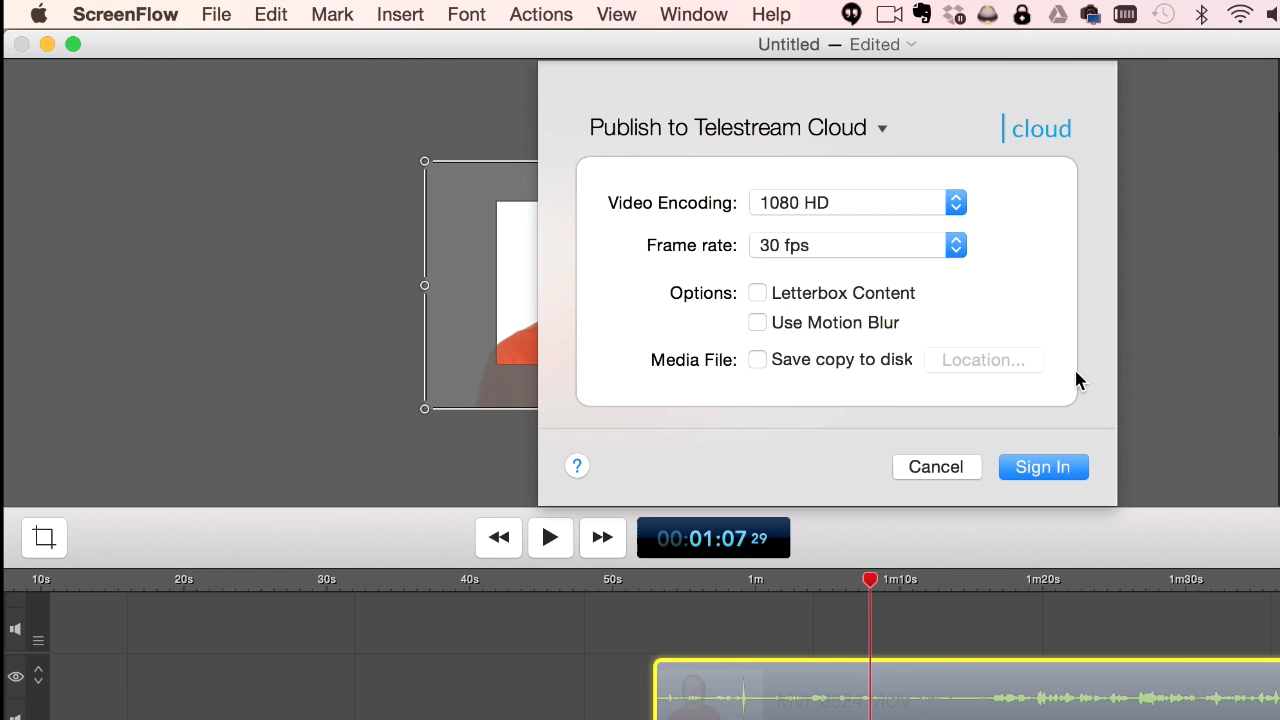 ScreenFlow File Edit Mark Insert Font Actions View Window Help
Untitled — Edited
Publish to Telestream Cloud
cloud
Video Encoding: 1080 HD
Frame rate: 30 fps
Options: Letterbox Content
Use Motion Blur
Media File: Save copy to disk Location...
? Cancel Sign In
00:01:07 29
10s 20s 30s 40s 50s 1m 1m10s 1m20s 1m30s